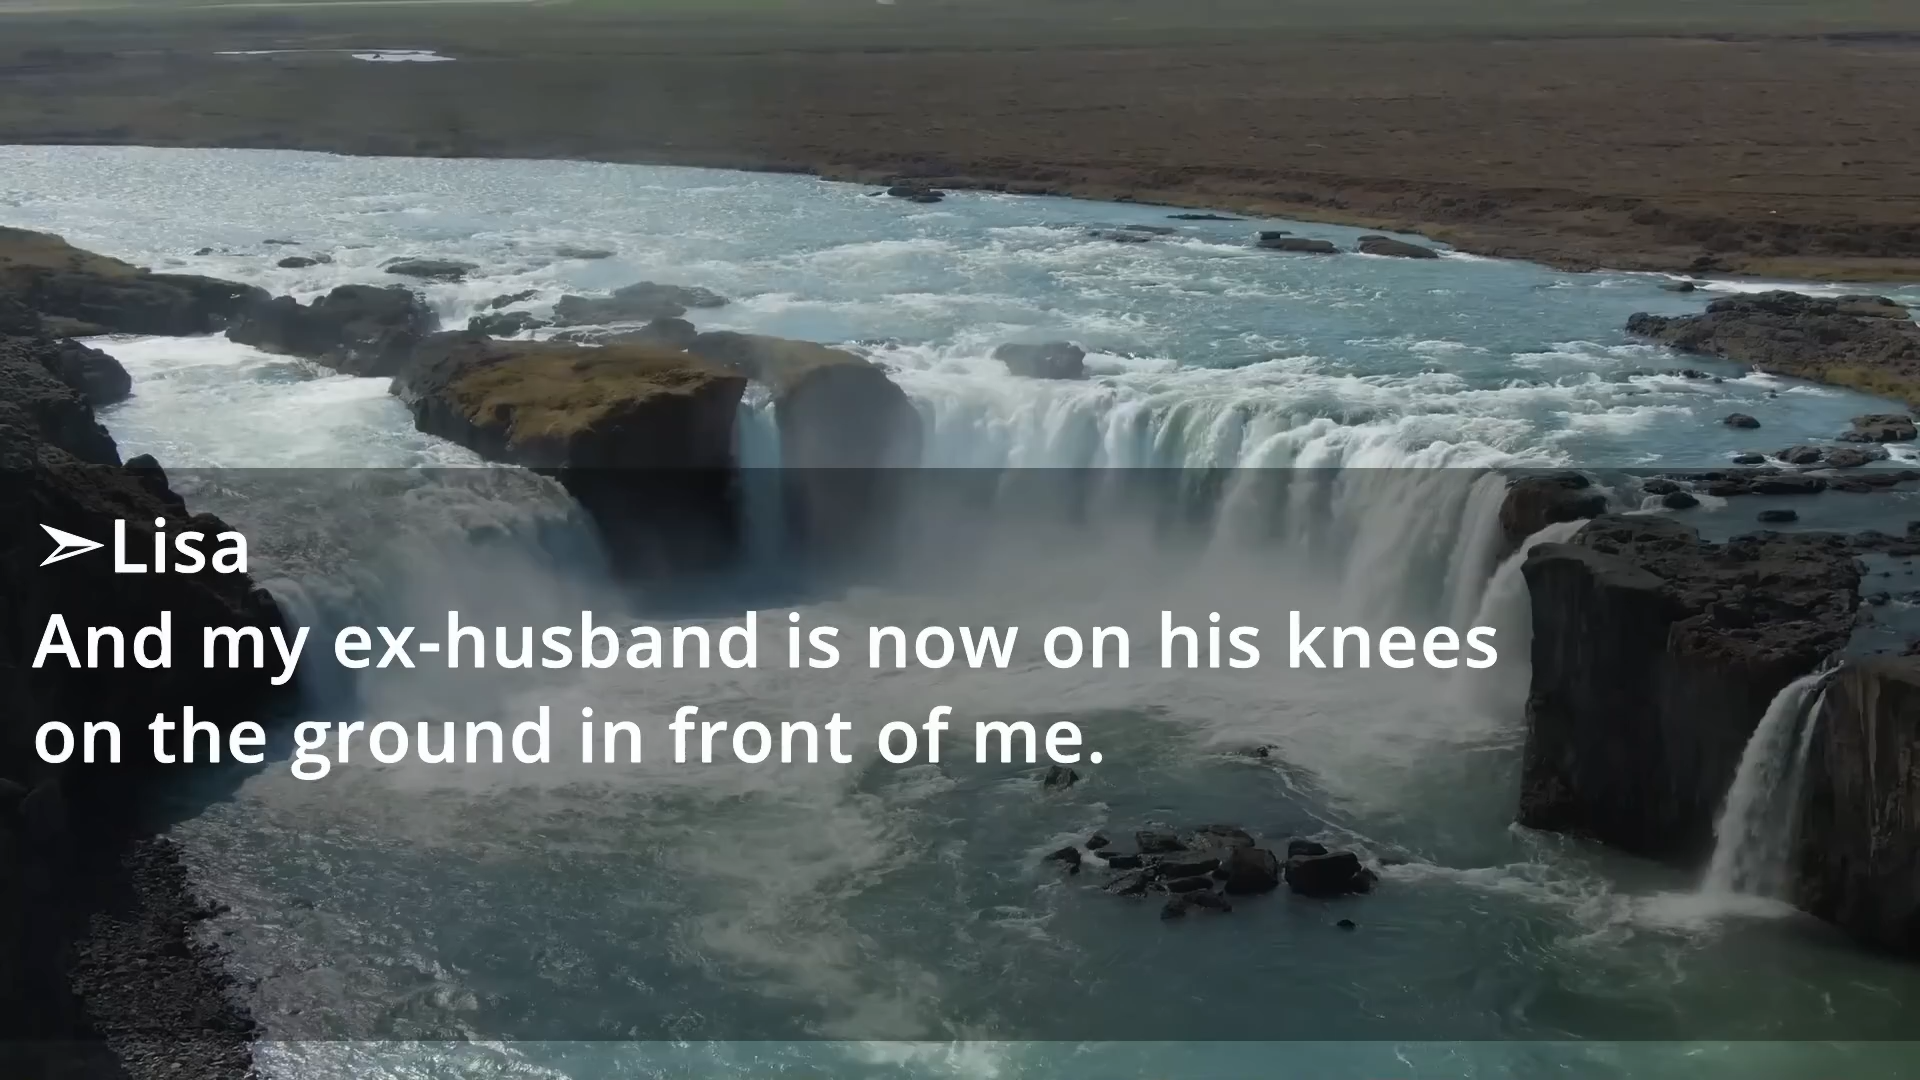 ➢Lisa
And my ex-husband is now on his knees
on the ground in front of me.